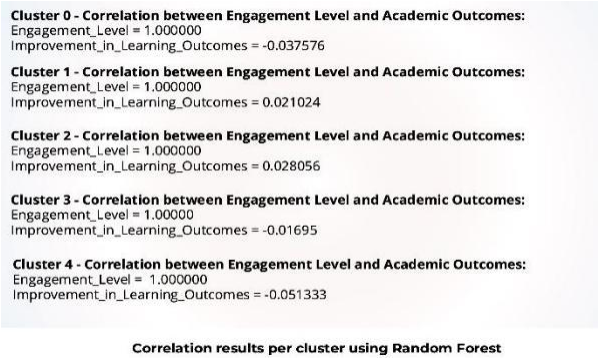 Cluster 0 - Correlation between Engagement Level and Academic Outcomes:
Engagement_Level = 1.000000
Improvement_in_Learning_Outcomes = -0.037576
Cluster 1 - Correlation between Engagement Level and Academic Outcomes:
Engagement_Level = 1.000000
Improvement_in_Learning_Outcomes = 0.021024
Cluster 2 - Correlation between Engagement Level and Academic Outcomes:
Engagement_Level = 1.000000
Improvement_in_Learning_Outcomes = 0.028056
Cluster 3 - Correlation between Engagement Level and Academic Outcomes:
Engagement_Level = 1.00000
Improvement_in_Learning_Outcomes = -0.01695
Cluster 4 - Correlation between Engagement Level and Academic Outcomes:
Engagement_Level = 1.000000
Improvement_in_Learning_Outcomes = -0.051333
Correlation results per cluster using Random Forest